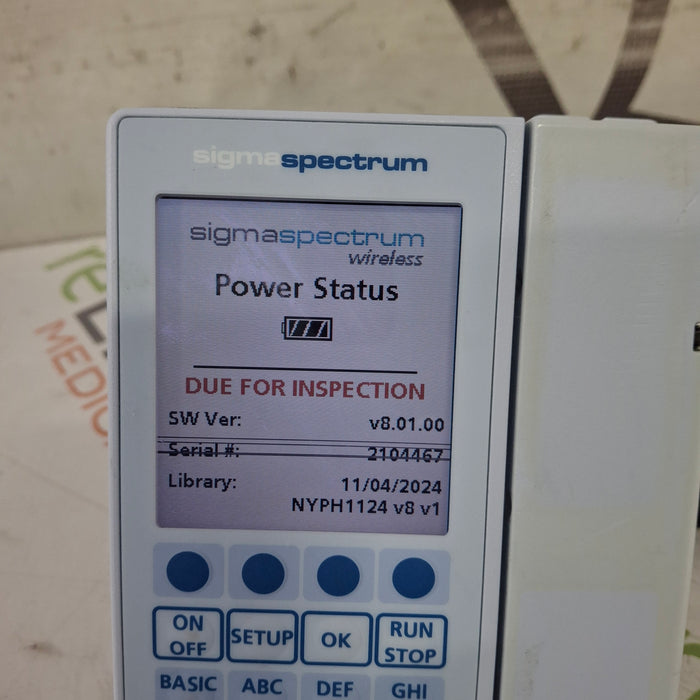 sigmaspectrum
sigmaspectrum
wireless
Power Status
DUE FOR INSPECTION
SW Ver: v8.01.00
Serial #: 2104467
Library: 11/04/2024
NYPH1124 v8 v1
ON OFF
SETUP
OK
RUN STOP
BASIC ABC DEF GHI